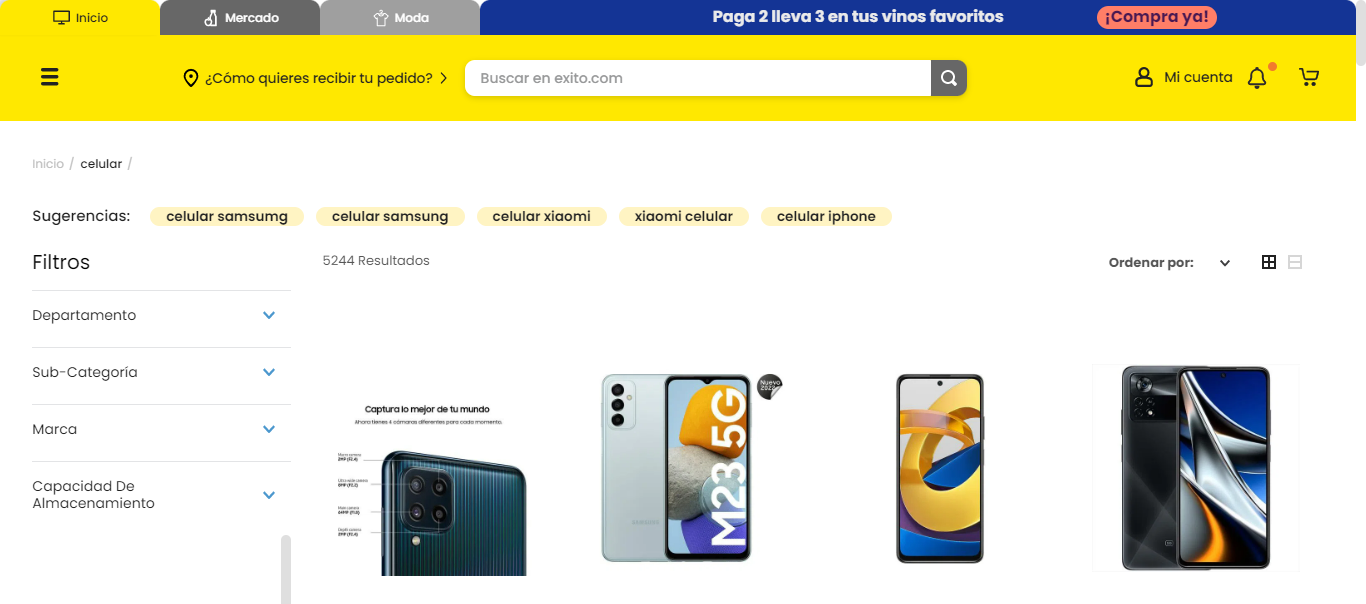 Inicio
Mercado
Moda
Paga 2 lleva 3 en tus vinos favoritos
¡Compra ya!
¿Cómo quieres recibir tu pedido?
Buscar en exito.com
Mi cuenta
Inicio / celular /
Sugerencias:
celular samsumg
celular samsung
celular xiaomi
xiaomi celular
celular iphone
Filtros
5244 Resultados
Ordenar por:
Departamento
Sub-Categoría
Marca
Capacidad De
Almacenamiento
Captura lo mejor de tu mundo
Ahora tienes 4 cámaras diferentes para cada momento.
M23 5G
SAMSUNG
Nuevo
2022